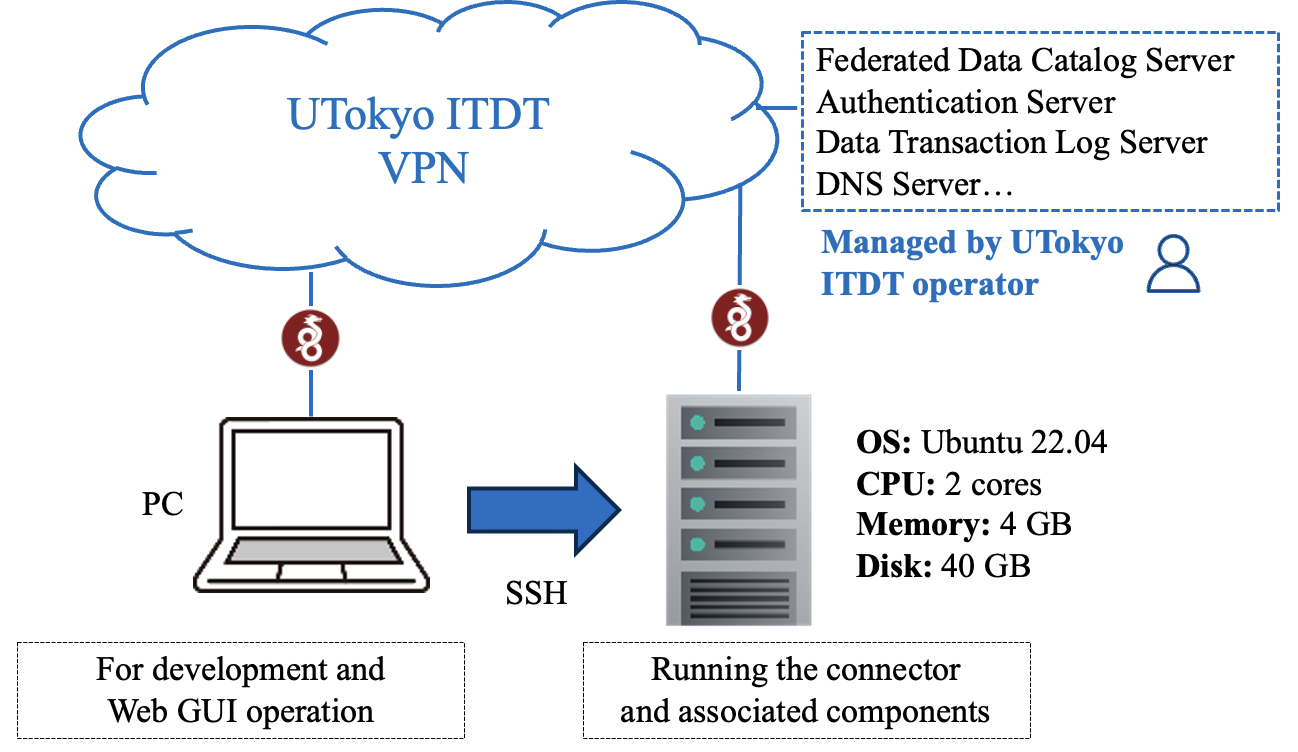 UTokyo ITDT
VPN
Federated Data Catalog Server
Authentication Server
Data Transaction Log Server
DNS Server…
Managed by UTokyo
ITDT operator
PC
SSH
OS: Ubuntu 22.04
CPU: 2 cores
Memory: 4 GB
Disk: 40 GB
For development and
Web GUI operation
Running the connector
and associated components